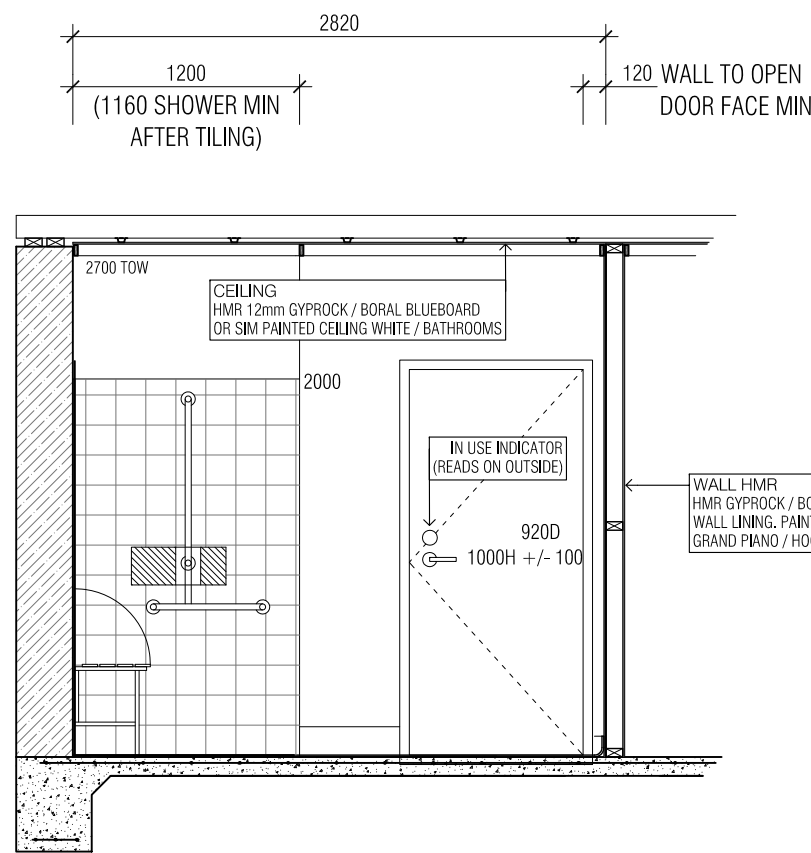 2820
1200
(1160 SHOWER MIN
AFTER TILING)
120 WALL TO OPEN
DOOR FACE MIN
2700 TOW
CEILING
HMR 12mm GYPROCK / BORAL BLUEBOARD
OR SIM PAINTED CEILING WHITE / BATHROOMS
2000
IN USE INDICATOR
(READS ON OUTSIDE)
920D
1000H +/- 100
WALL HMR
HMR GYPROCK / BO
WALL LINING. PAIN
GRAND PIANO / HO